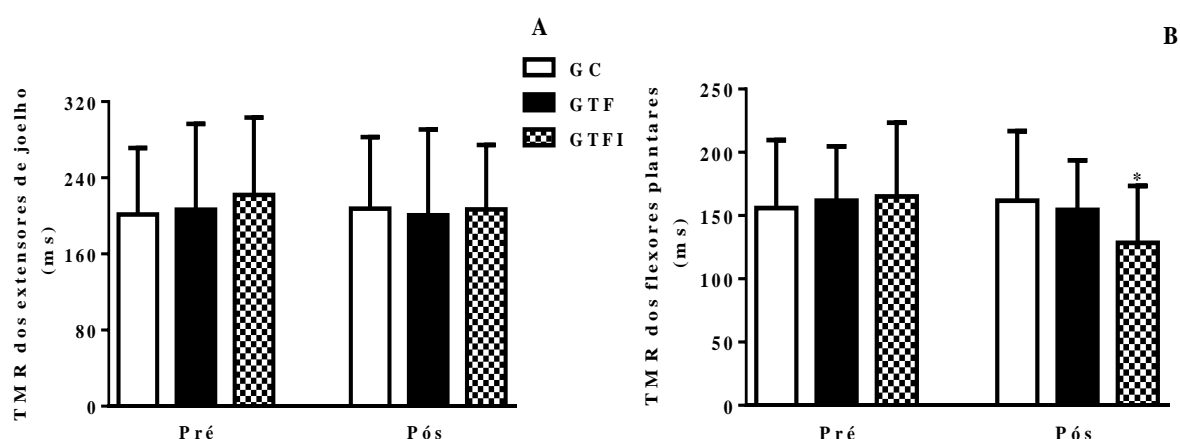 A
B
GC
GTF
GTFI
TMR dos extensores de joelho
(ms)
320
240
160
80
0
Pré
Pós
TMR dos flexores plantares
(ms)
250
200
150
100
50
0
*
Pré
Pós